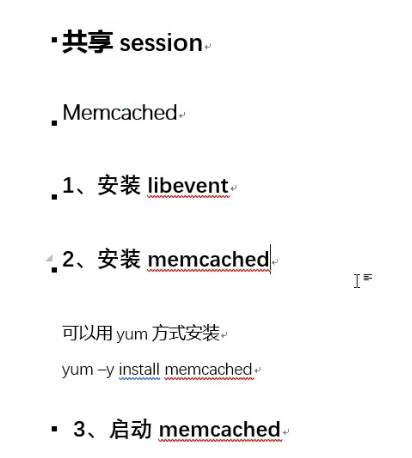 共享 session
Memcached
1、安装 libevent
2、安装 memcached
可以用 yum 方式安装
yum –y install memcached
3、启动 memcached